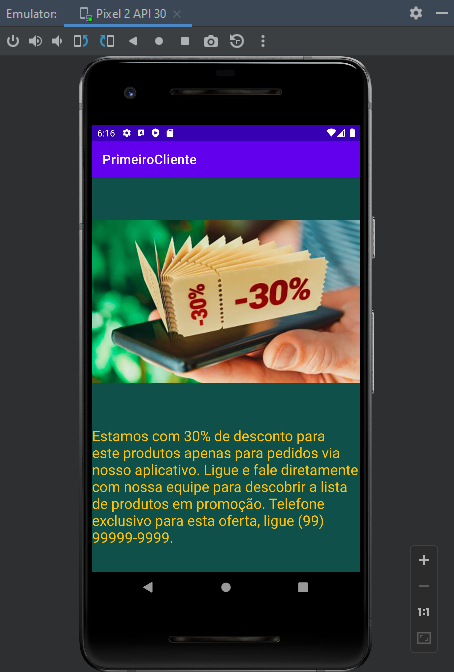 Emulator: Pixel 2 API 30
6:16
PrimeiroCliente
-30% -30%
Estamos com 30% de desconto para
este produtos apenas para pedidos via
nosso aplicativo. Ligue e fale diretamente
com nossa equipe para descobrir a lista
de produtos em promoção. Telefone
exclusivo para esta oferta, ligue (99)
99999-9999.
1:1